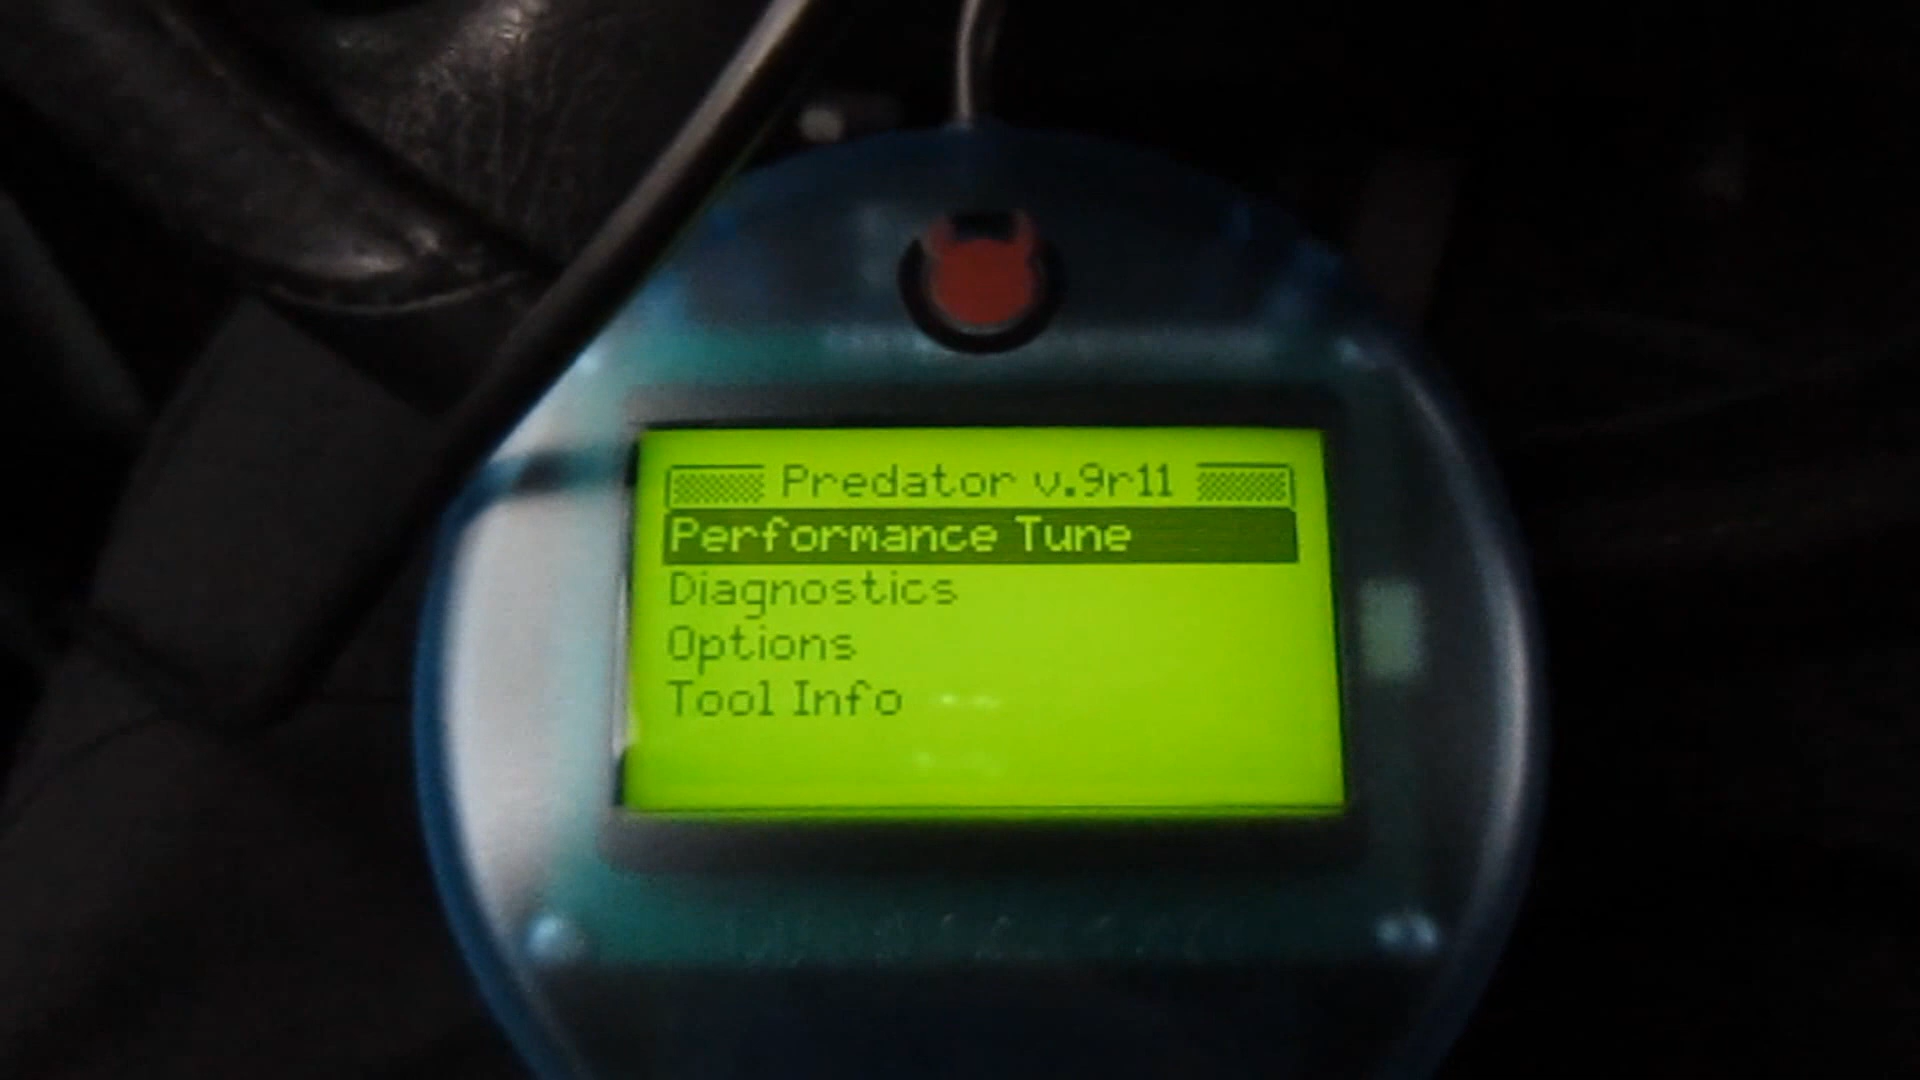 Predator v.9r11
Performance Tune
Diagnostics
Options
Tool Info